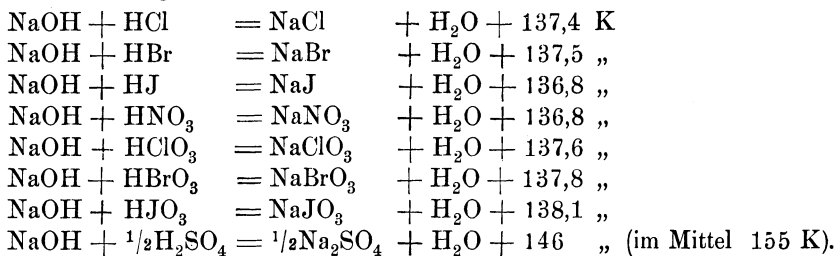 NaOH + HCl = NaCl + H₂O + 137,4 K
NaOH + HBr = NaBr + H₂O + 137,5 „
NaOH + HJ = NaJ + H₂O + 136,8 „
NaOH + HNO₃ = NaNO₃ + H₂O + 136,8 „
NaOH + HClO₃ = NaClO₃ + H₂O + 137,6 „
NaOH + HBrO₃ = NaBrO₃ + H₂O + 137,8 „
NaOH + HJO₃ = NaJO₃ + H₂O + 138,1 „
NaOH + ¹/₂H₂SO₄ = ¹/₂Na₂SO₄ + H₂O + 146 „ (im Mittel 155 K).